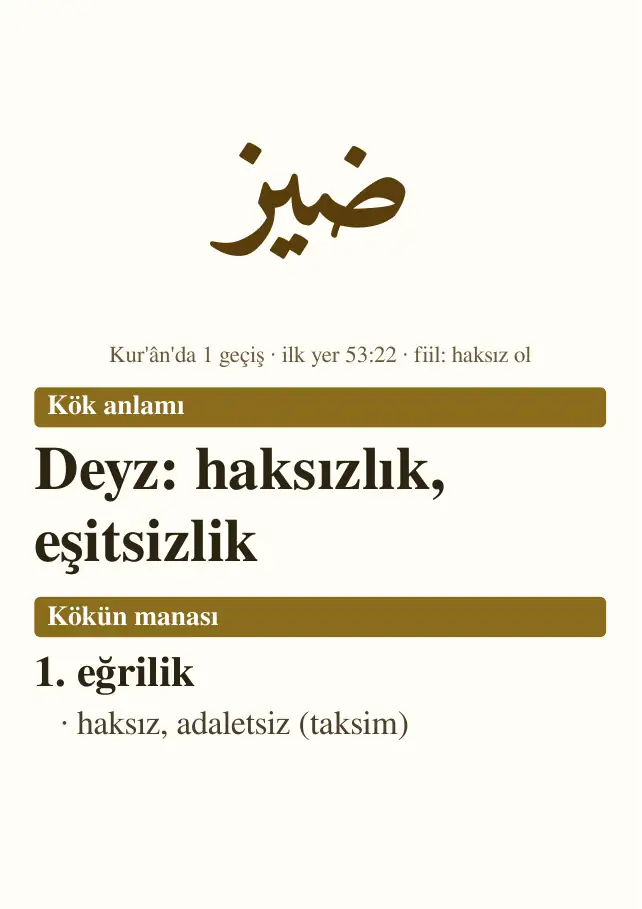 ضيز
Kur'ân'da 1 geçiş · ilk yer 53:22 · fiil: haksız ol
Kök anlamı
Deyz: haksızlık,
eşitsizlik
Kökün manası
1. eğrilik
· haksız, adaletsiz (taksim)